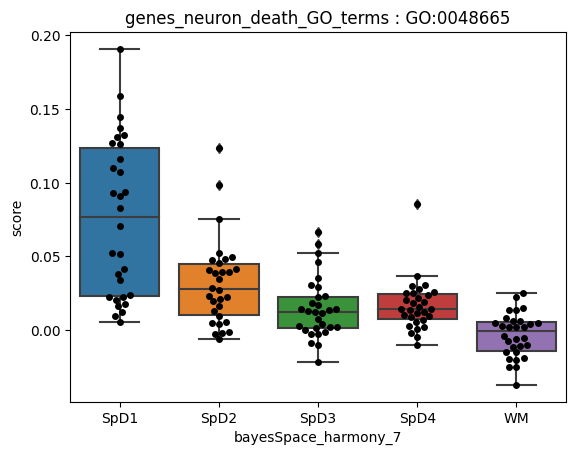 genes_neuron_death_GO_terms : GO:0048665
0.20
0.15
0.10
0.05
0.00
score
SpD1 SpD2 SpD3 SpD4 WM
bayesSpace_harmony_7